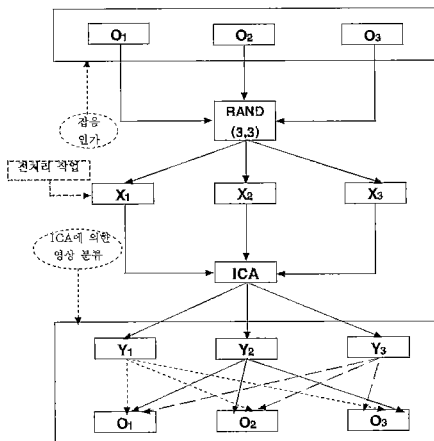 O1 O2 O3
RAND
(3,3)
잡음
인가
전처리 작업
X1 X2 X3
ICA에 의한
영상 분류
ICA
Y1 Y2 Y3
O1 O2 O3